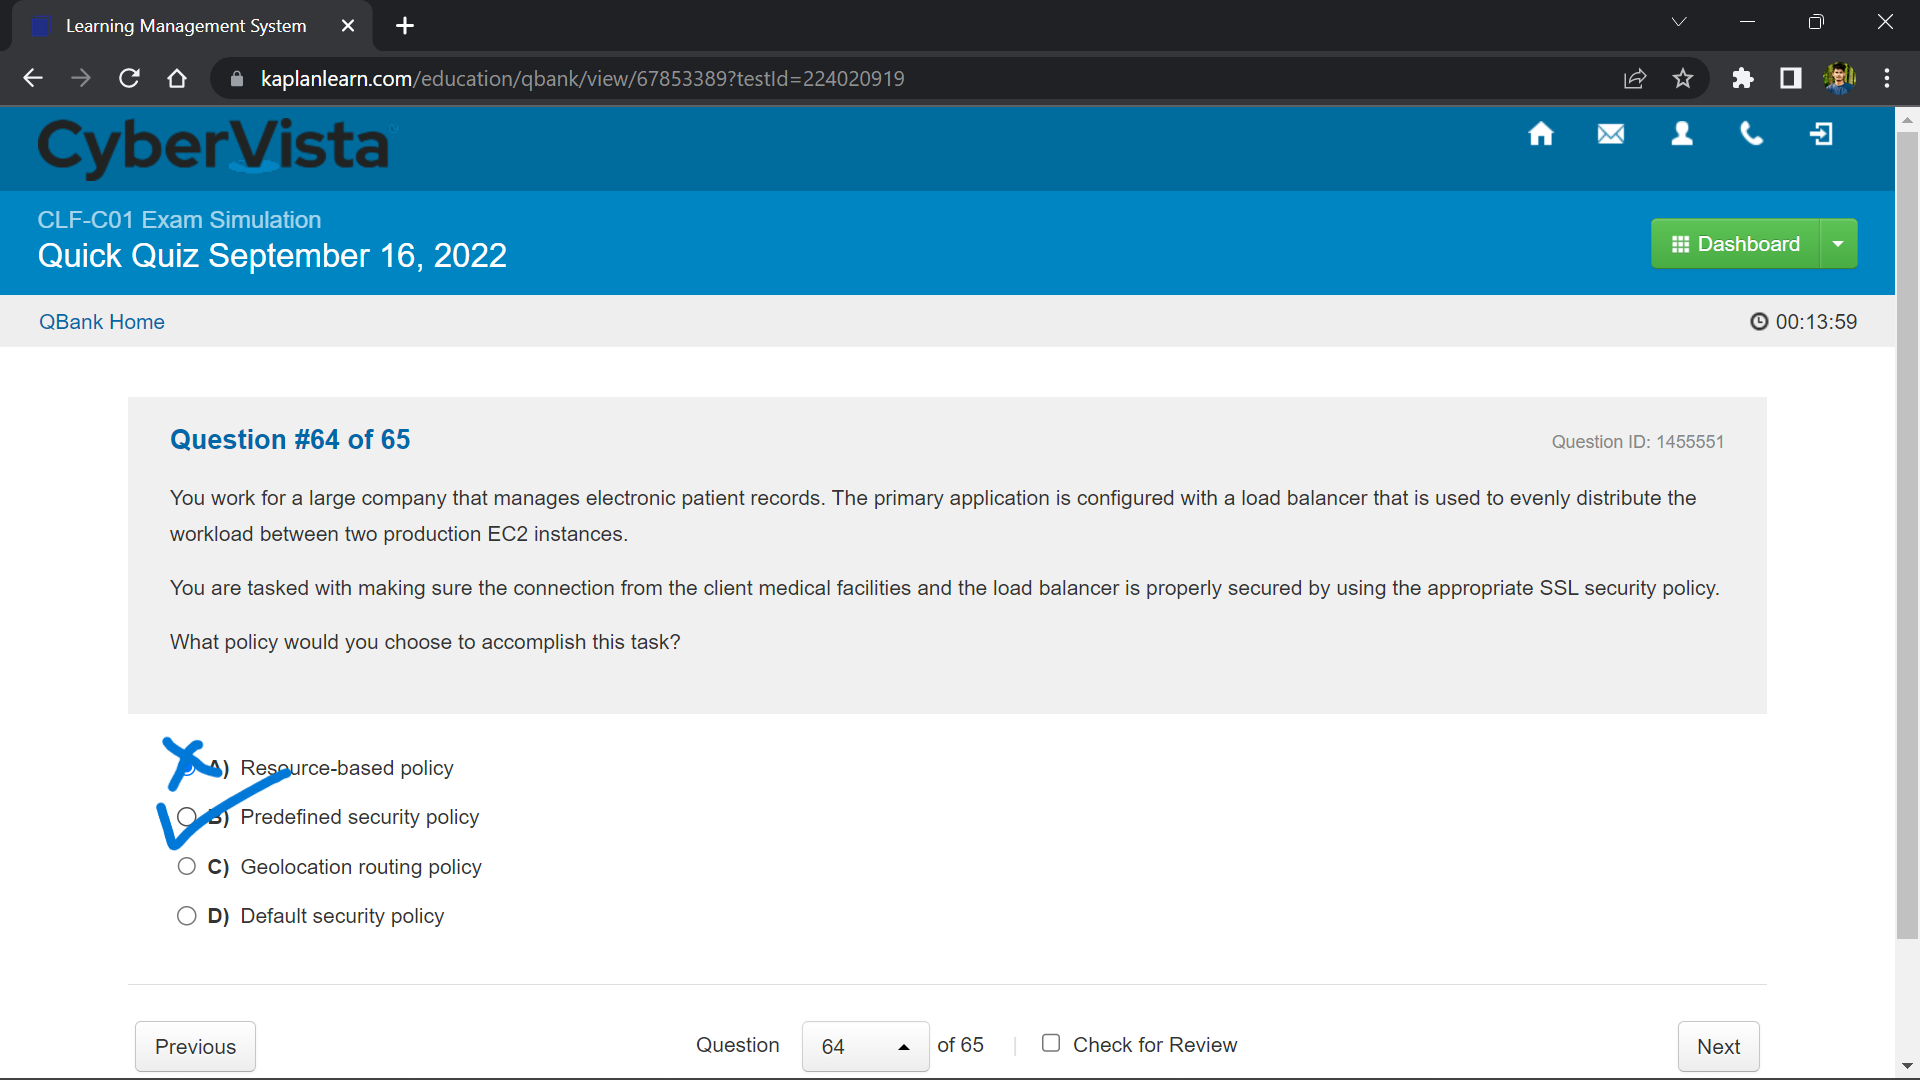 Learning Management System
kaplanlearn.com/education/qbank/view/67853389?testId=224020919
CyberVista
CLF-C01 Exam Simulation
Quick Quiz September 16, 2022
Dashboard
QBank Home
00:13:59
Question #64 of 65
Question ID: 1455551
You work for a large company that manages electronic patient records. The primary application is configured with a load balancer that is used to evenly distribute the
workload between two production EC2 instances.
You are tasked with making sure the connection from the client medical facilities and the load balancer is properly secured by using the appropriate SSL security policy.
What policy would you choose to accomplish this task?
A) Resource-based policy
B) Predefined security policy
C) Geolocation routing policy
D) Default security policy
Previous
Question 64 of 65 | Check for Review
Next